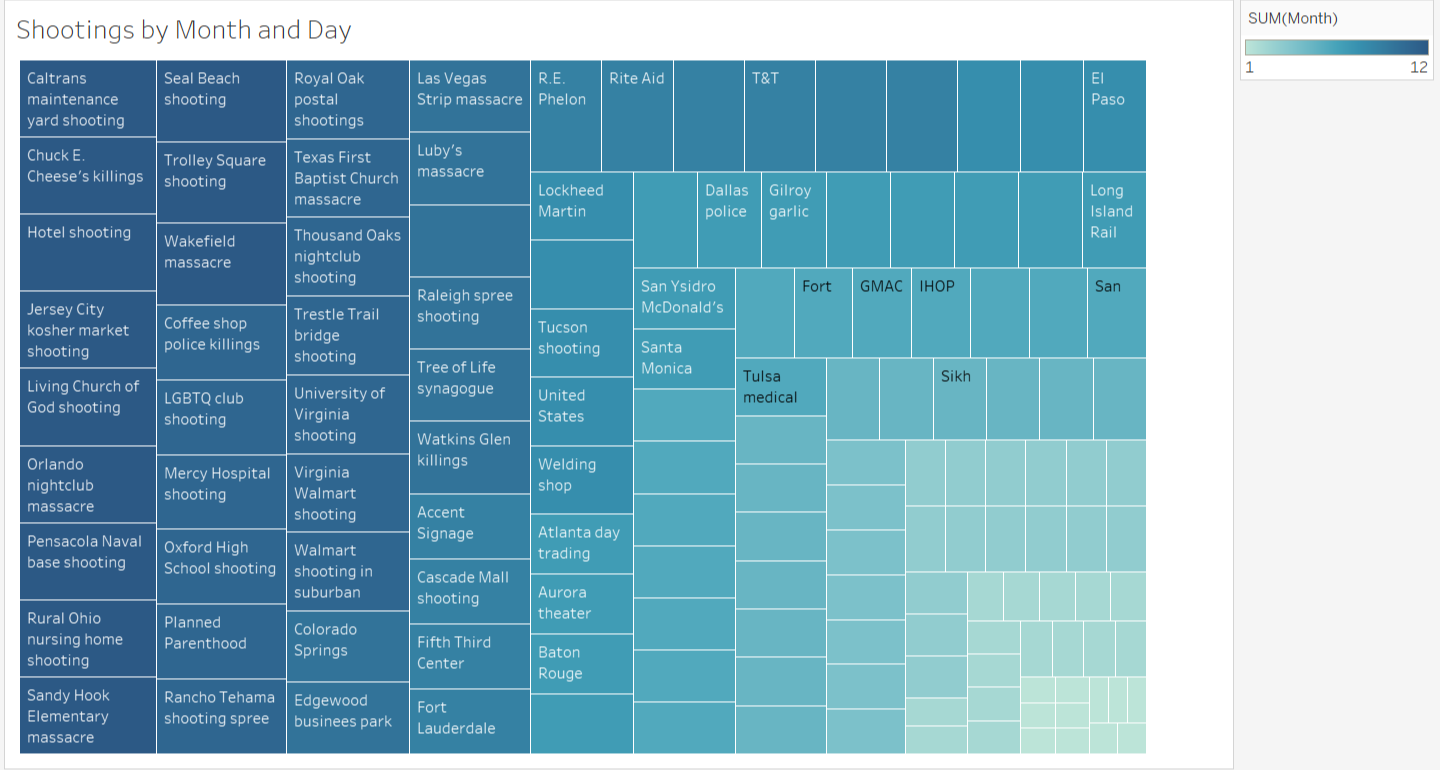 Shootings by Month and Day
SUM(Month)
1
12
Caltrans
maintenance
yard shooting
Chuck E.
Cheese's killings
Hotel shooting
Jersey City
kosher market
shooting
Living Church of
God shooting
Orlando
nightclub
massacre
Pensacola Naval
base shooting
Rural Ohio
nursing home
shooting
Sandy Hook
Elementary
massacre
Seal Beach
shooting
Trolley Square
shooting
Wakefield
massacre
Coffee shop
police killings
LGBTQ club
shooting
Mercy Hospital
shooting
Oxford High
School shooting
Planned
Parenthood
Rancho Tehama
shooting spree
Royal Oak
postal
shootings
Texas First
Baptist Church
massacre
Thousand Oaks
nightclub
shooting
Trestle Trail
bridge
shooting
University of
Virginia
shooting
Virginia
Walmart
shooting
Walmart
shooting in
suburban
Colorado
Springs
Edgewood
businees park
Las Vegas
Strip massacre
Luby's
massacre
Raleigh spree
shooting
Tree of Life
synagogue
Watkins Glen
killings
Accent
Signage
Cascade Mall
shooting
Fifth Third
Center
Fort
Lauderdale
R.E.
Phelon
Rite Aid
T&T
El
Paso
Lockheed
Martin
Tucson
shooting
United
States
Welding
shop
Atlanta day
trading
Aurora
theater
Baton
Rouge
Dallas
police
Gilroy
garlic
Long
Island
Rail
San Ysidro
McDonald's
Santa
Monica
Fort
GMAC
IHOP
San
Tulsa
medical
Sikh